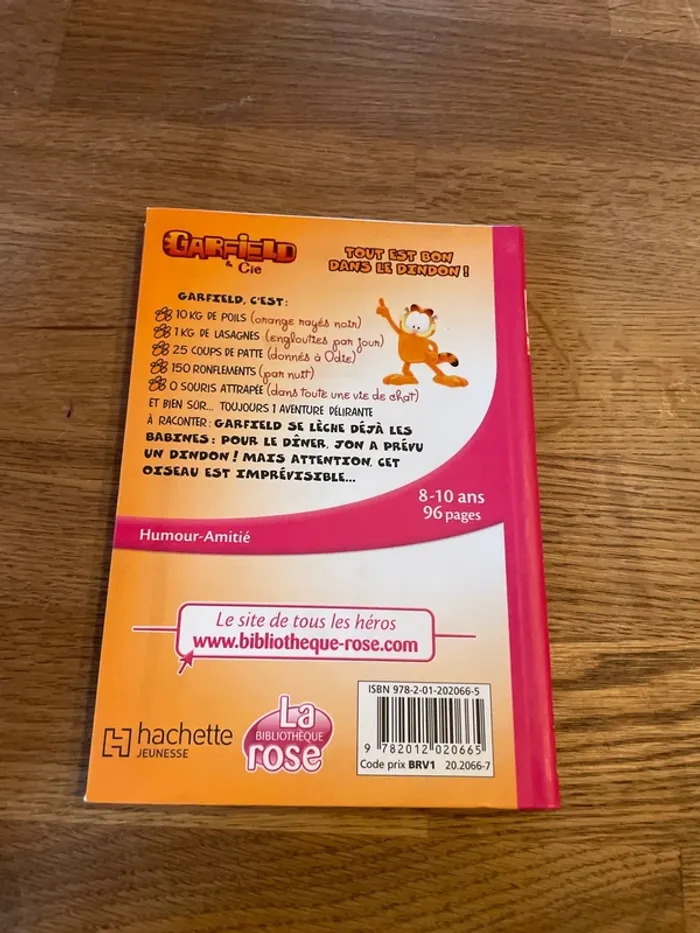 GARFIELD
& Cie
TOUT EST BON
DANS LE DINDON !
GARFIELD, C'EST :
10 KG DE POILS (orange rayés noir)
1 KG DE LASAGNES (engloutties par jour)
25 COUPS DE PATTE (donnés à Odie)
150 RONFLEMENTS (par nuit)
0 SOURIS ATTRAPÉE (dans toute une vie de chat)
ET BIEN SÛR... TOUJOURS 1 AVENTURE DÉLIRANTE
À RACONTER : GARFIELD SE LÈCHE DÉJÀ LES
BABINES : POUR LE DÎNER, JON A PRÉVU
UN DINDON ! MAIS ATTENTION, CET
OISEAU EST IMPRÉVISIBLE...
8-10 ans
96 pages
Humour-Amitié
Le site de tous les héros
www.bibliotheque-rose.com
hachette
JEUNESSE
La
BIBLIOTHÈQUE
rose
ISBN 978-2-01-202066-5
9 782012 020665
Code prix BRV1 20.2066-7